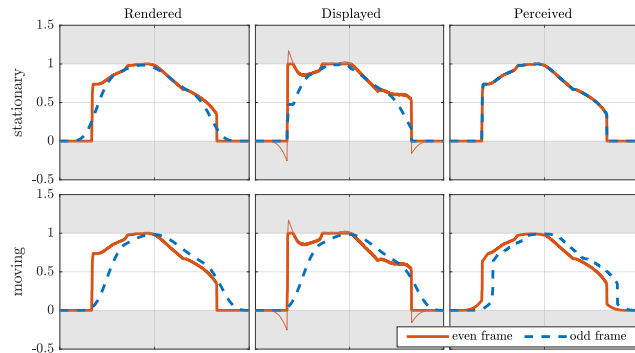 Rendered Displayed Perceived
1.5
1
0.5
0
-0.5
stationary
1.5
1
0.5
0
-0.5
moving
even frame odd frame